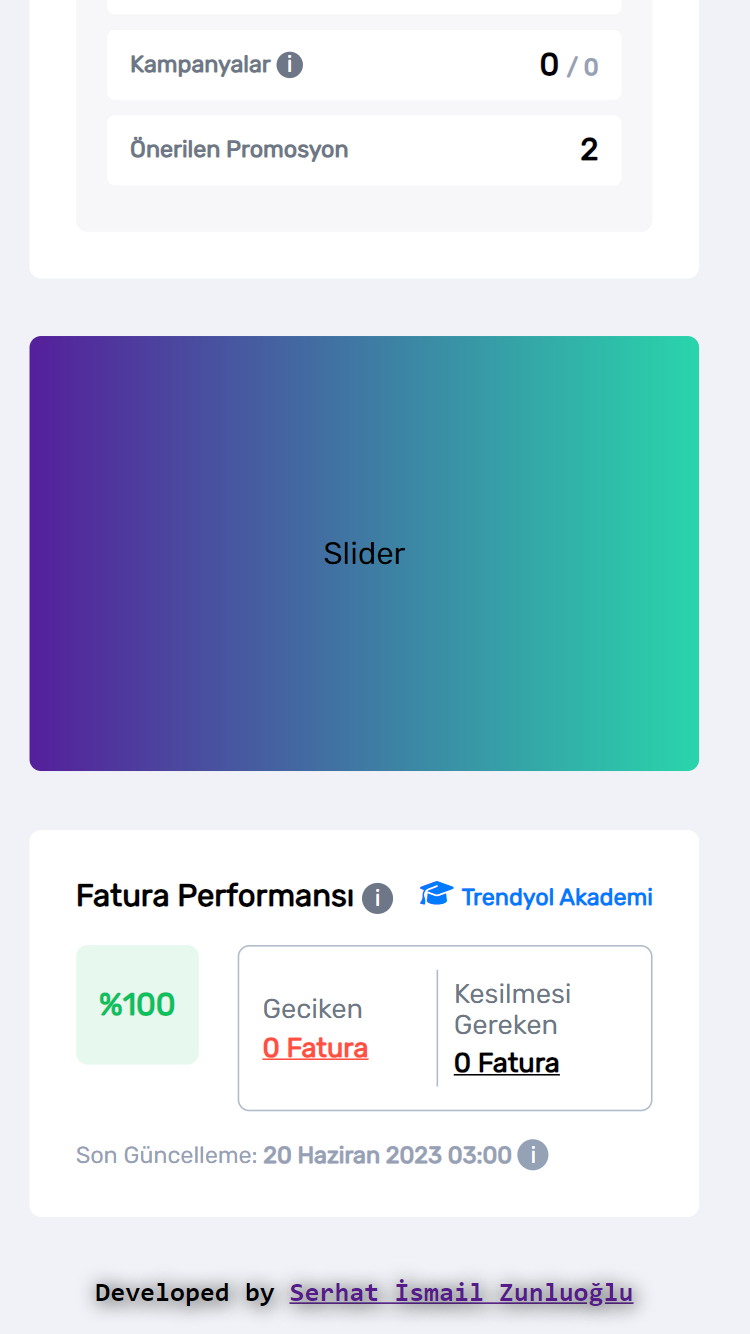 Kampanyalar i 0 / 0
Önerilen Promosyon 2
Slider
Fatura Performansı i Trendyol Akademi
%100
Geciken
0 Fatura
Kesilmesi
Gereken
0 Fatura
Son Güncelleme: 20 Haziran 2023 03:00 i
Developed by Serhat İsmail Zunluoğlu